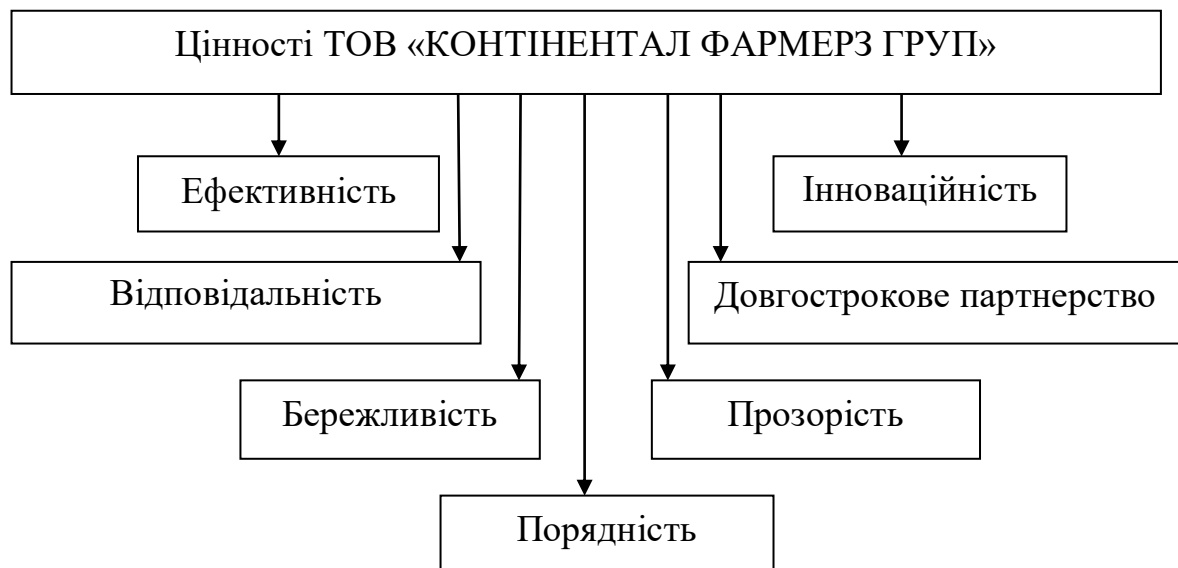 Цінності ТОВ «КОНТІНЕНТАЛ ФАРМЕРЗ ГРУП»
Ефективність
Інноваційність
Відповідальність
Довгострокове партнерство
Бережливість
Прозорість
Порядність